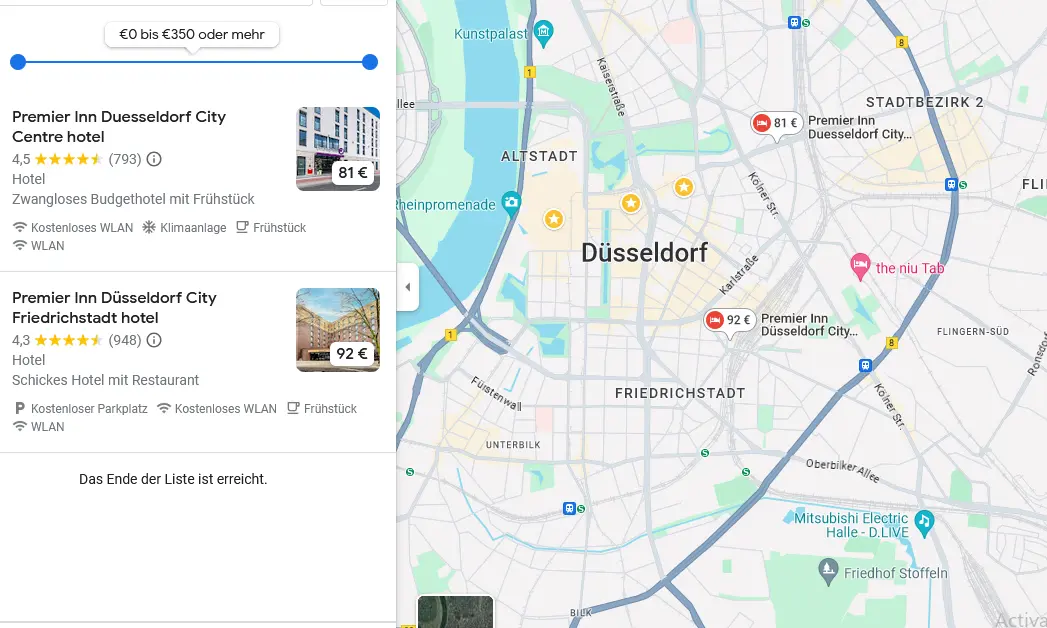 €0 bis €350 oder mehr
Premier Inn Duesseldorf City
Centre hotel
4,5 (793)
Hotel
Zwangloses Budgethotel mit Frühstück
Kostenloses WLAN Klimaanlage Frühstück
WLAN
81 €
Premier Inn Düsseldorf City
Friedrichstadt hotel
4,3 (948)
Hotel
Schickes Hotel mit Restaurant
Kostenloser Parkplatz Kostenloses WLAN Frühstück
WLAN
92 €
Das Ende der Liste ist erreicht.
Kunstpalast
1
8
S
llee
Kaiserstraße
STADTBEZIRK 2
81 €
Premier Inn
Duesseldorf City...
ALTSTADT
Kölner Str.
S
FLI
Rheinpromenade
Düsseldorf
Karlstraße
the niu Tab
92 €
Premier Inn
Düsseldorf City...
FLINGERN-SÜD
1
8
Fürstenwall
FRIEDRICHSTADT
Kölner Str.
UNTERBILK
S
S
S
Oberbilker Allee
S
Mitsubishi Electric
Halle - D.LIVE
Friedhof Stoffeln
BILK
Activa